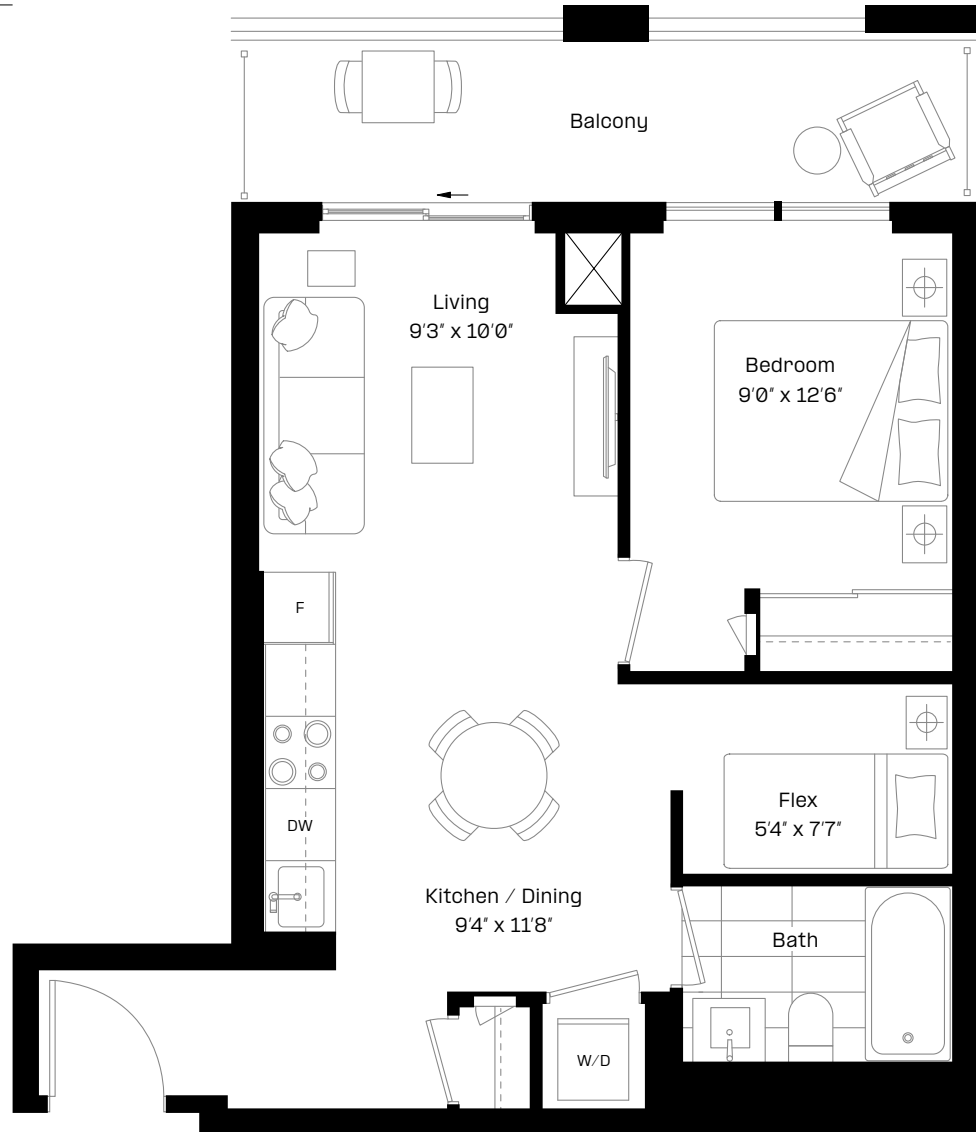 Balcony
Living
9'3" x 10'0"
Bedroom
9'0" x 12'6"
F
Flex
5'4" x 7'7"
DW
Kitchen / Dining
9'4" x 11'8"
Bath
W/D